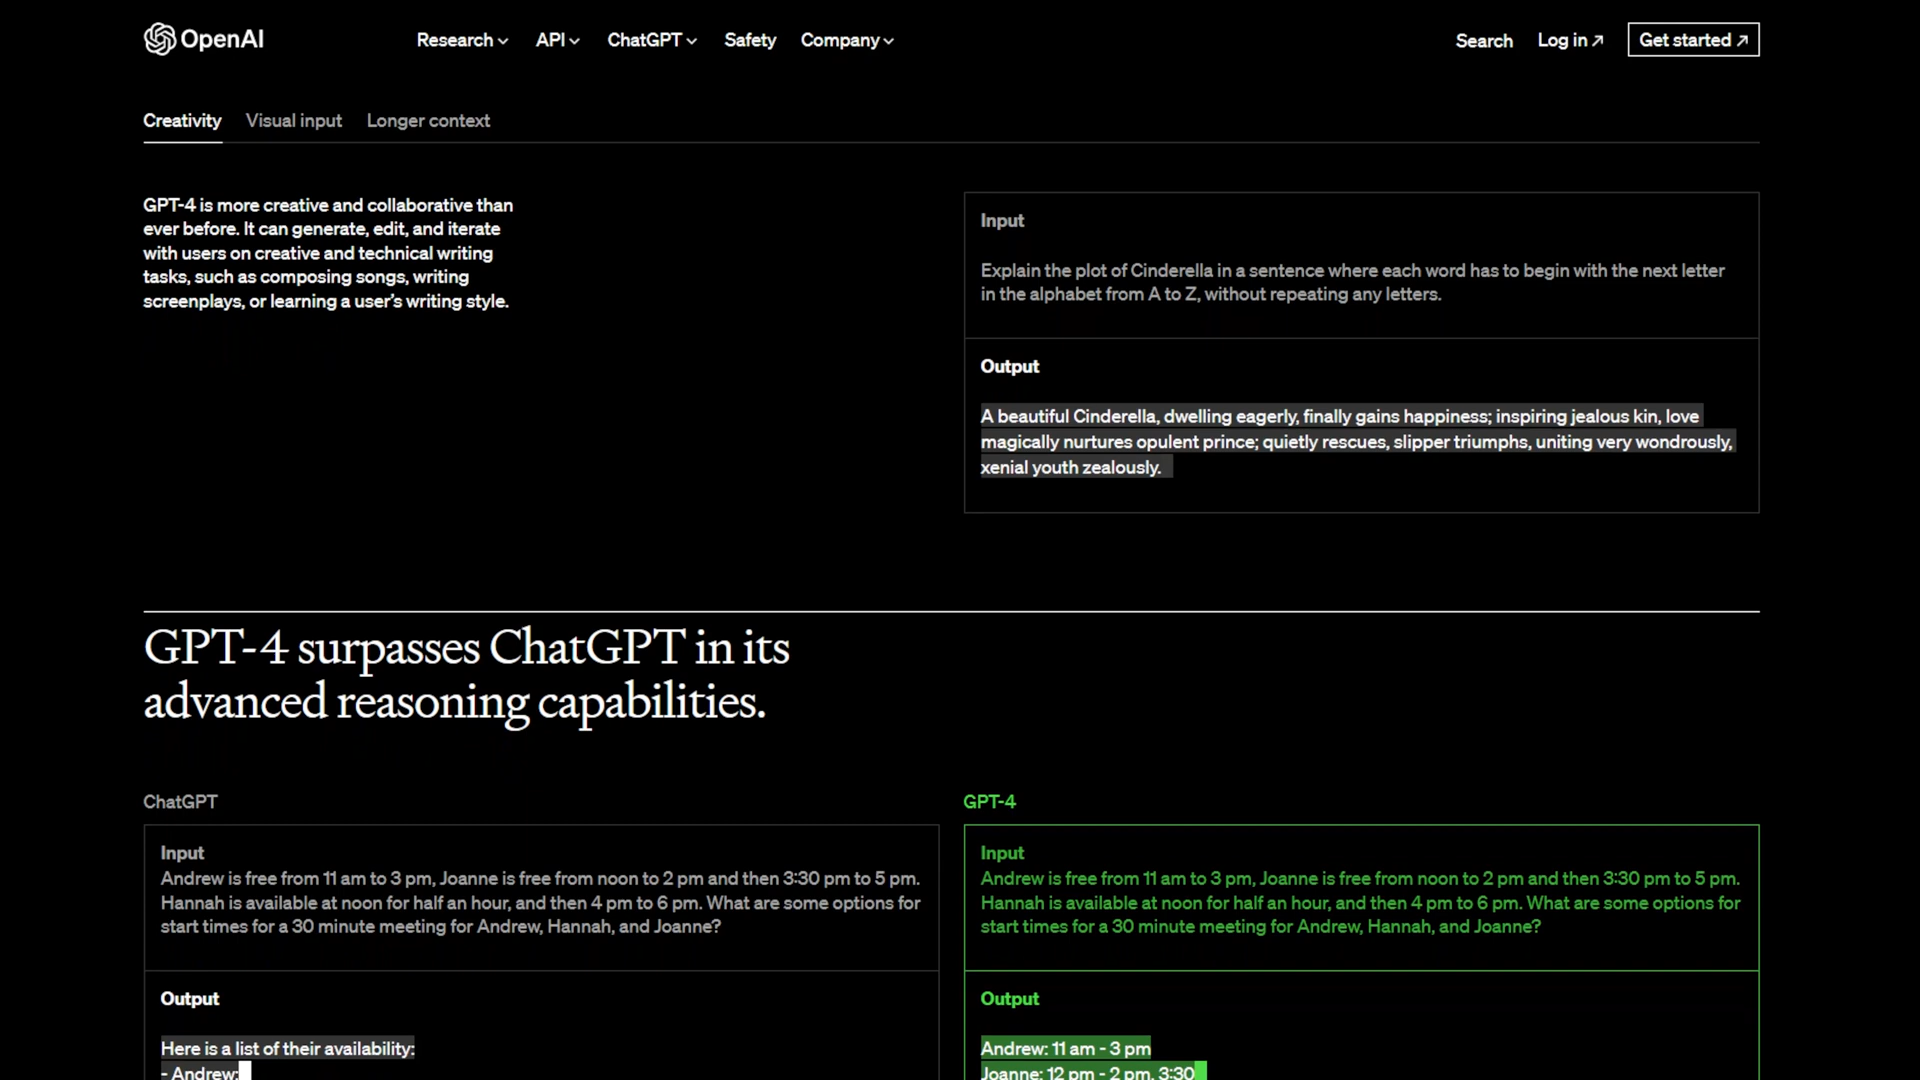 OpenAI
Research
API
ChatGPT
Safety
Company
Search
Log in ↗
Get started ↗
Creativity
Visual input
Longer context
GPT-4 is more creative and collaborative than
ever before. It can generate, edit, and iterate
with users on creative and technical writing
tasks, such as composing songs, writing
screenplays, or learning a user’s writing style.
Input
Explain the plot of Cinderella in a sentence where each word has to begin with the next letter
in the alphabet from A to Z, without repeating any letters.
Output
A beautiful Cinderella, dwelling eagerly, finally gains happiness; inspiring jealous kin, love
magically nurtures opulent prince; quietly rescues, slipper triumphs, uniting very wondrously,
xenial youth zealously.
GPT-4 surpasses ChatGPT in its
advanced reasoning capabilities.
ChatGPT
Input
Andrew is free from 11 am to 3 pm, Joanne is free from noon to 2 pm and then 3:30 pm to 5 pm.
Hannah is available at noon for half an hour, and then 4 pm to 6 pm. What are some options for
start times for a 30 minute meeting for Andrew, Hannah, and Joanne?
Output
Here is a list of their availability:
- Andrew:
GPT-4
Input
Andrew is free from 11 am to 3 pm, Joanne is free from noon to 2 pm and then 3:30 pm to 5 pm.
Hannah is available at noon for half an hour, and then 4 pm to 6 pm. What are some options for
start times for a 30 minute meeting for Andrew, Hannah, and Joanne?
Output
Andrew: 11 am - 3 pm
Joanne: 12 pm - 2 pm, 3:30